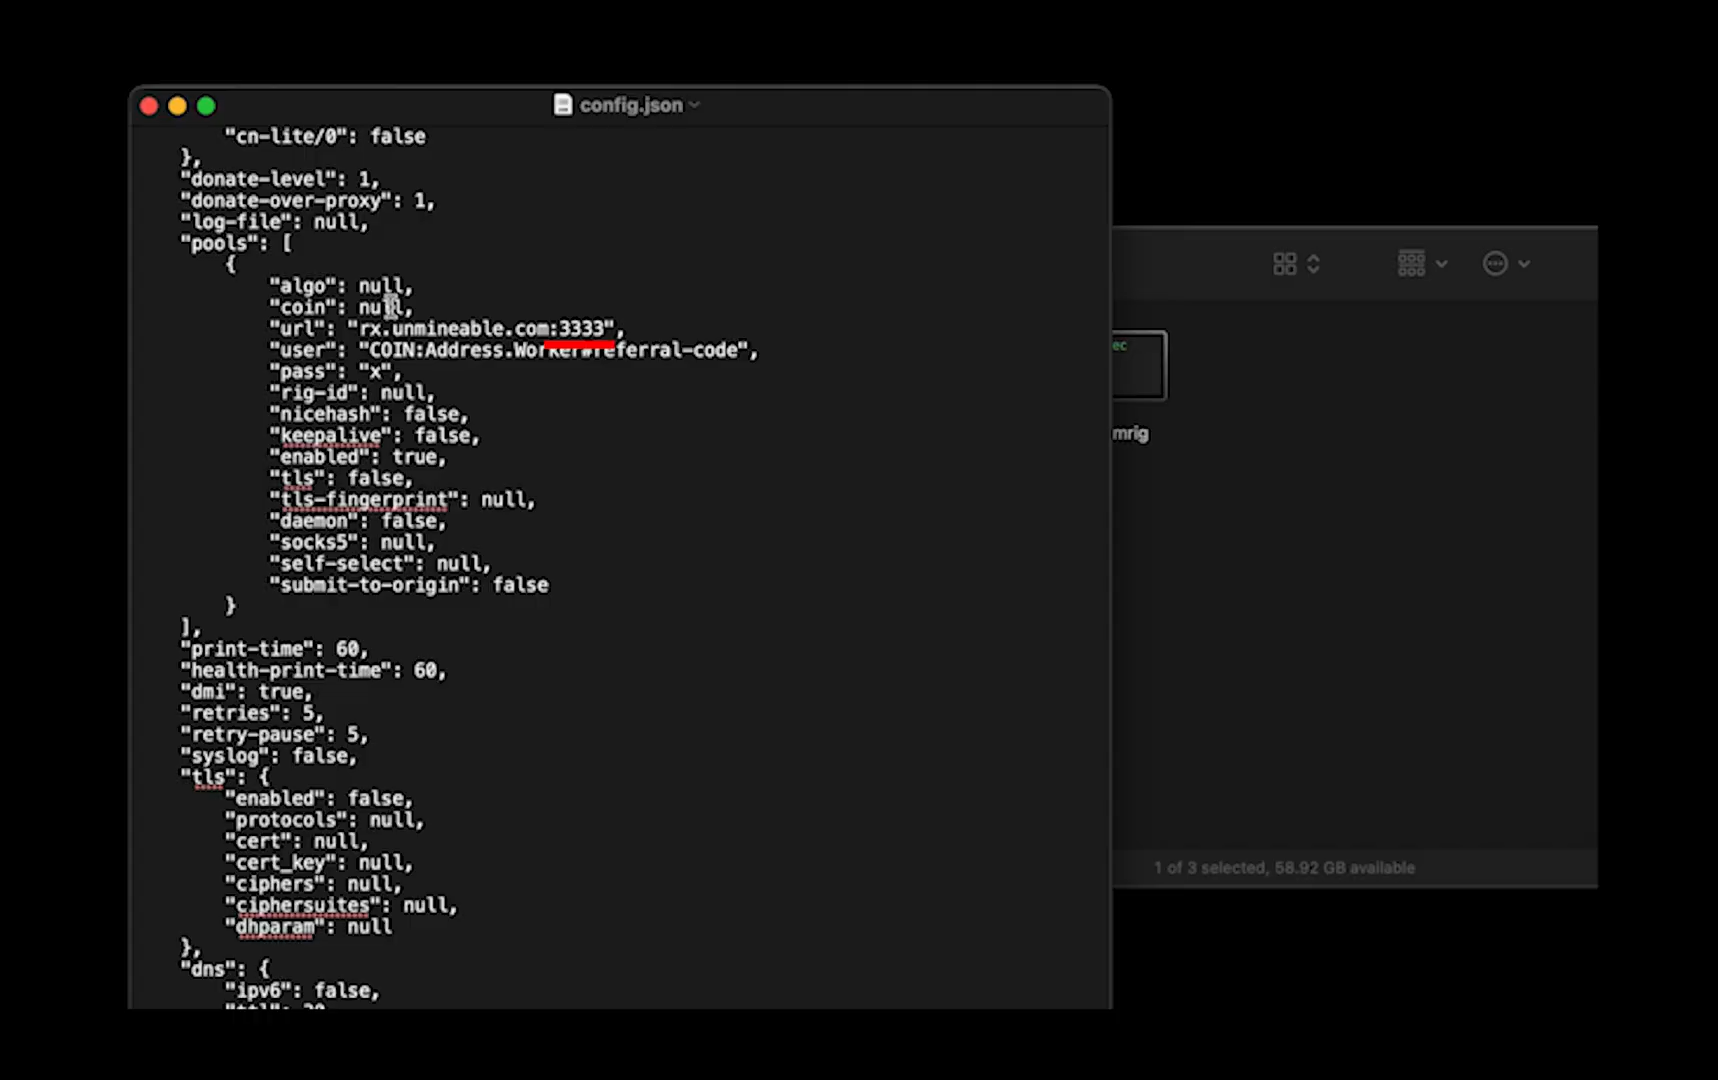 config.json
"cn-lite/0": false
},
"donate-level": 1,
"donate-over-proxy": 1,
"log-file": null,
"pools": [
{
"algo": null,
"coin": null,
"url": "rx.unmineable.com:3333",
"user": "COIN:Address.Worker#referral-code",
"pass": "x",
"rig-id": null,
"nicehash": false,
"keepalive": false,
"enabled": true,
"tls": false,
"tls-fingerprint": null,
"daemon": false,
"socks5": null,
"self-select": null,
"submit-to-origin": false
}
],
"print-time": 60,
"health-print-time": 60,
"dmi": true,
"retries": 5,
"retry-pause": 5,
"syslog": false,
"tls": {
"enabled": false,
"protocols": null,
"cert": null,
"cert_key": null,
"ciphers": null,
"ciphersuites": null,
"dhparam": null
},
"dns": {
"ipv6": false,
ec
mrig
1 of 3 selected, 58.92 GB available